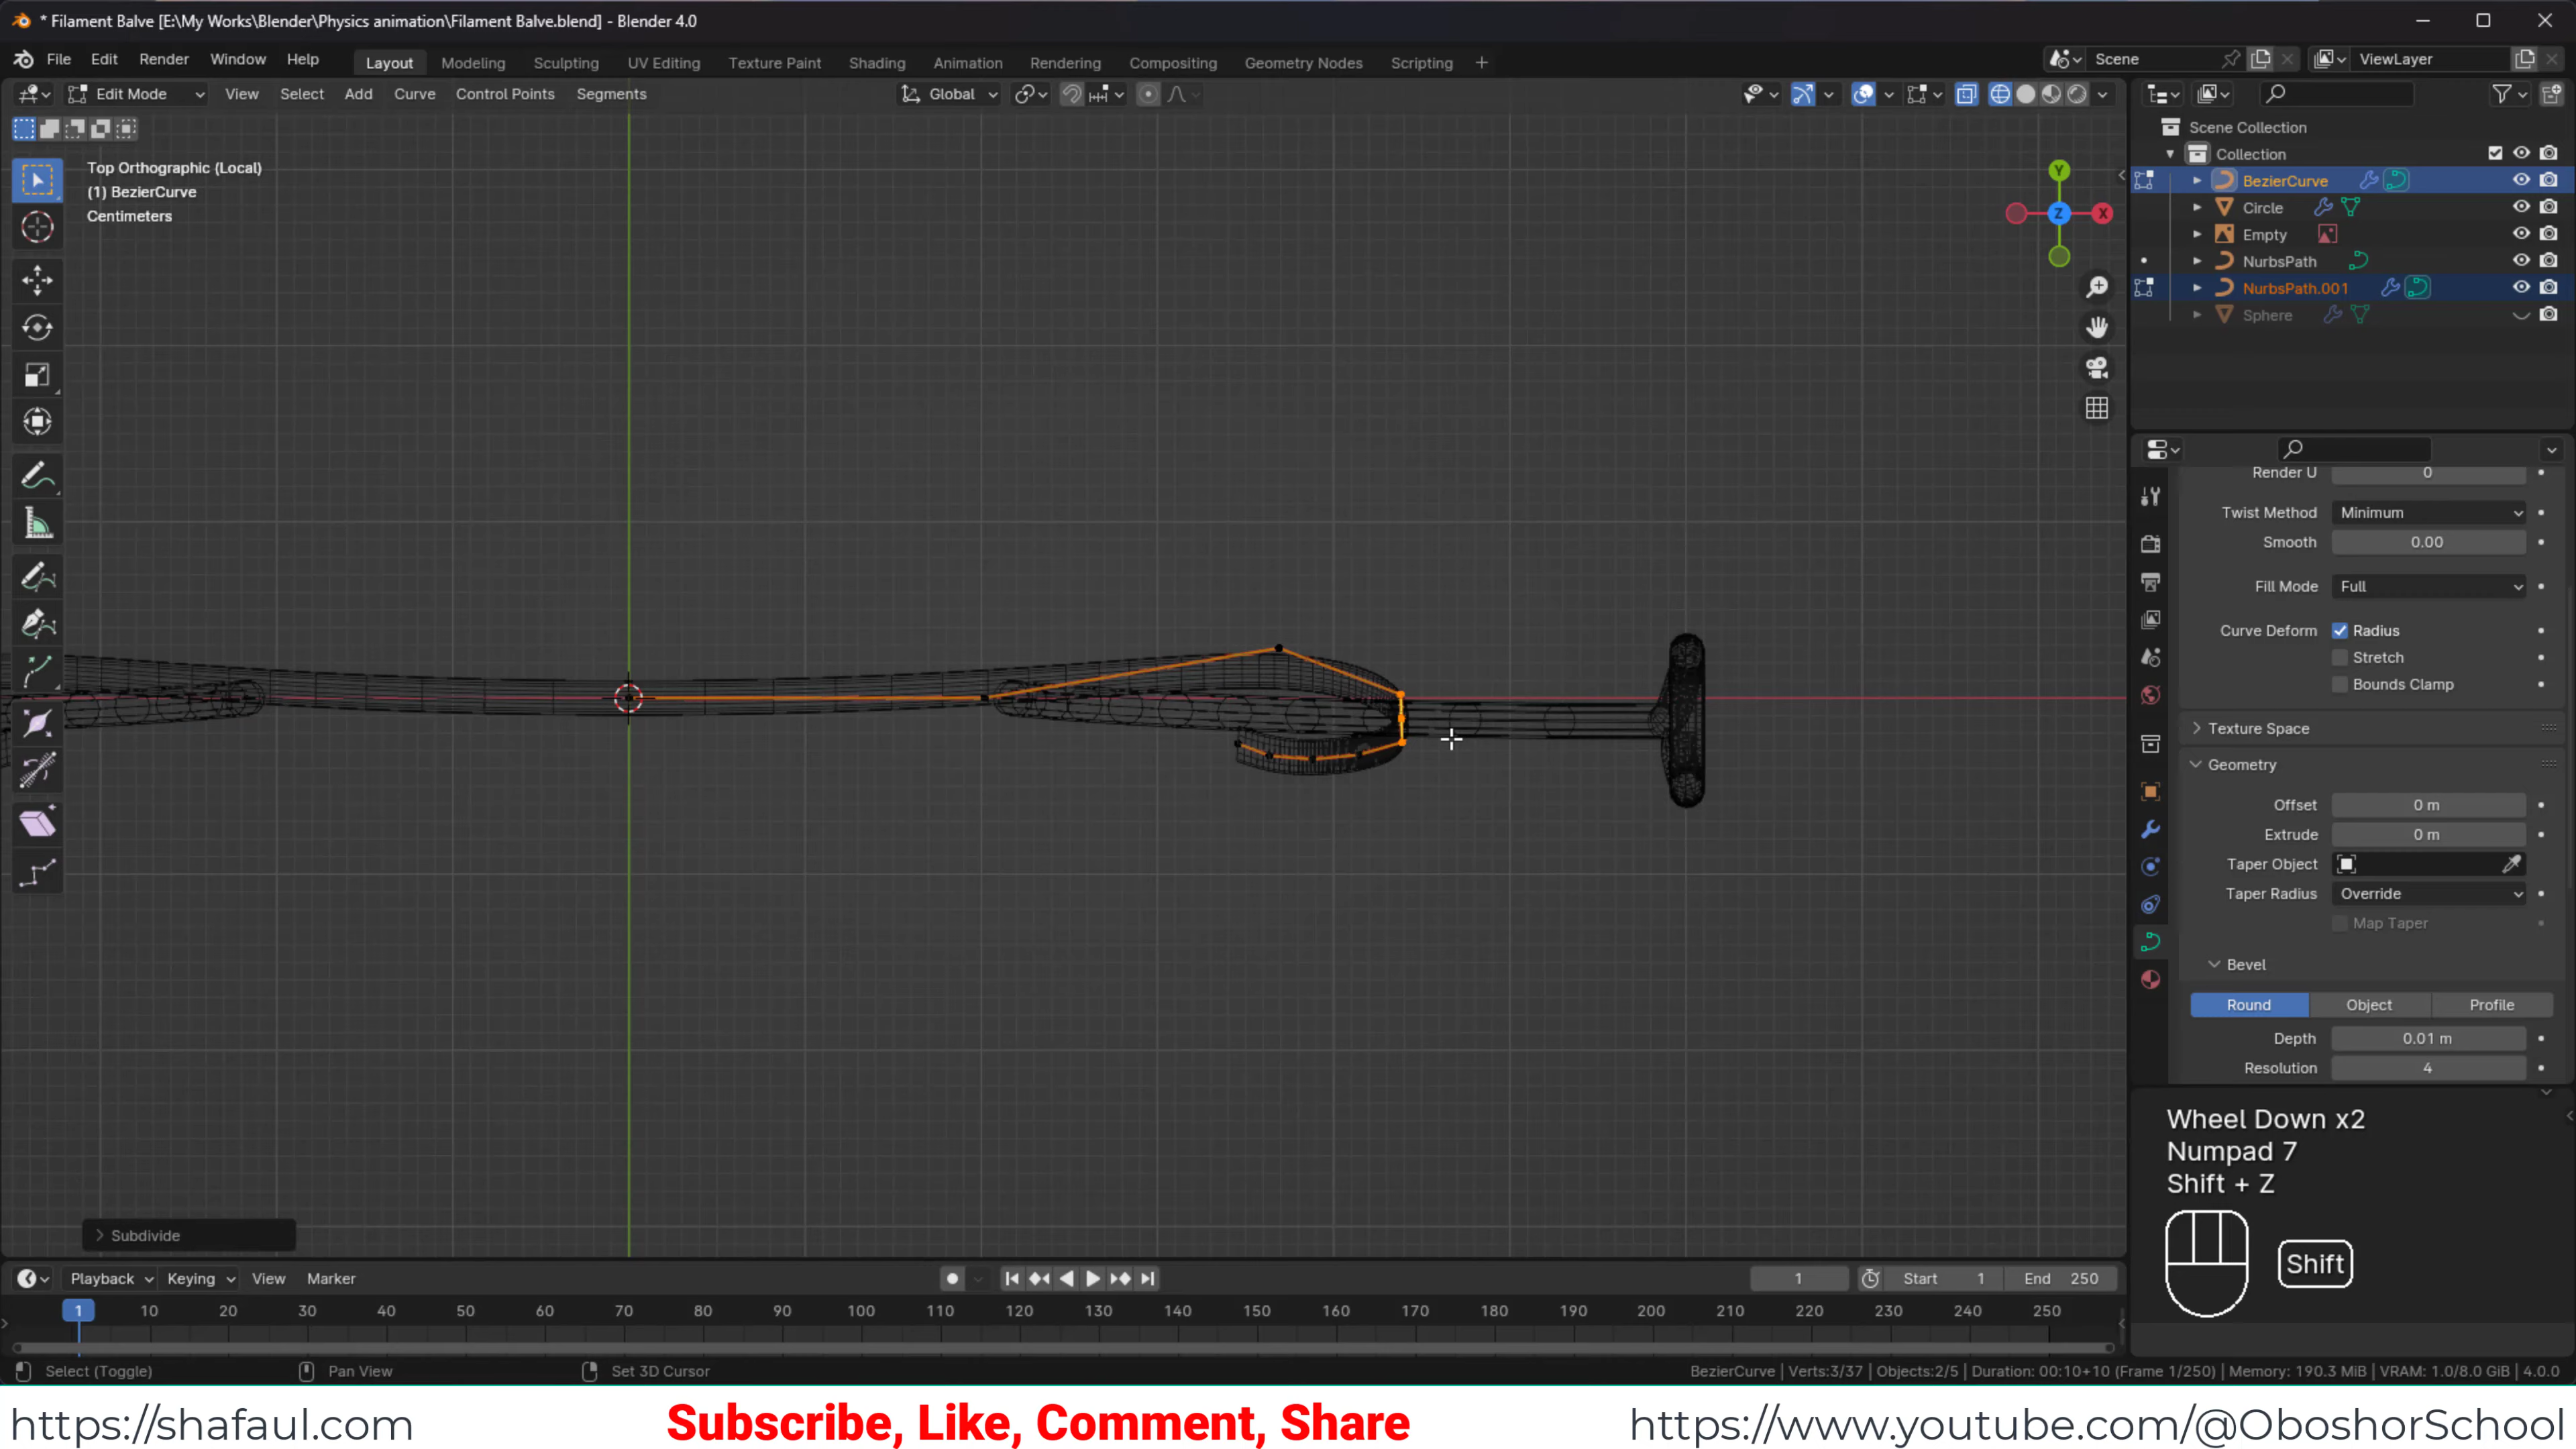 * Filament Balve [E:\My Works\Blender\Physics animation\Filament Balve.blend] - Blender 4.0
File Edit Render Window Help Layout Modeling Sculpting UV Editing Texture Paint Shading Animation Rendering Compositing Geometry Nodes Scripting + Scene ViewLayer
Edit Mode View Select Add Curve Control Points Segments Global
Top Orthographic (Local)
(1) BezierCurve
Centimeters
Y
Z
X
Scene Collection
Collection
BezierCurve
Circle
Empty
NurbsPath
NurbsPath.001
Sphere
Render U 0
Twist Method Minimum
Smooth 0.00
Fill Mode Full
Curve Deform Radius
Stretch
Bounds Clamp
Texture Space
Geometry
Offset 0 m
Extrude 0 m
Taper Object
Taper Radius Override
Map Taper
Bevel
Round Object Profile
Depth 0.01 m
Resolution 4
Wheel Down x2
Numpad 7
Shift + Z
Shift
Subdivide
Playback Keying View Marker 1 Start 1 End 250
1 10 20 30 40 50 60 70 80 90 100 110 120 130 140 150 160 170 180 190 200 210 220 230 240 250
Select (Toggle) Pan View Set 3D Cursor BezierCurve | Verts:3/37 | Objects:2/5 | Duration: 00:10+10 (Frame 1/250) | Memory: 190.3 MiB | VRAM: 1.0/8.0 GiB | 4.0.0
https://shafaul.com Subscribe, Like, Comment, Share https://www.youtube.com/@OboshorSchool